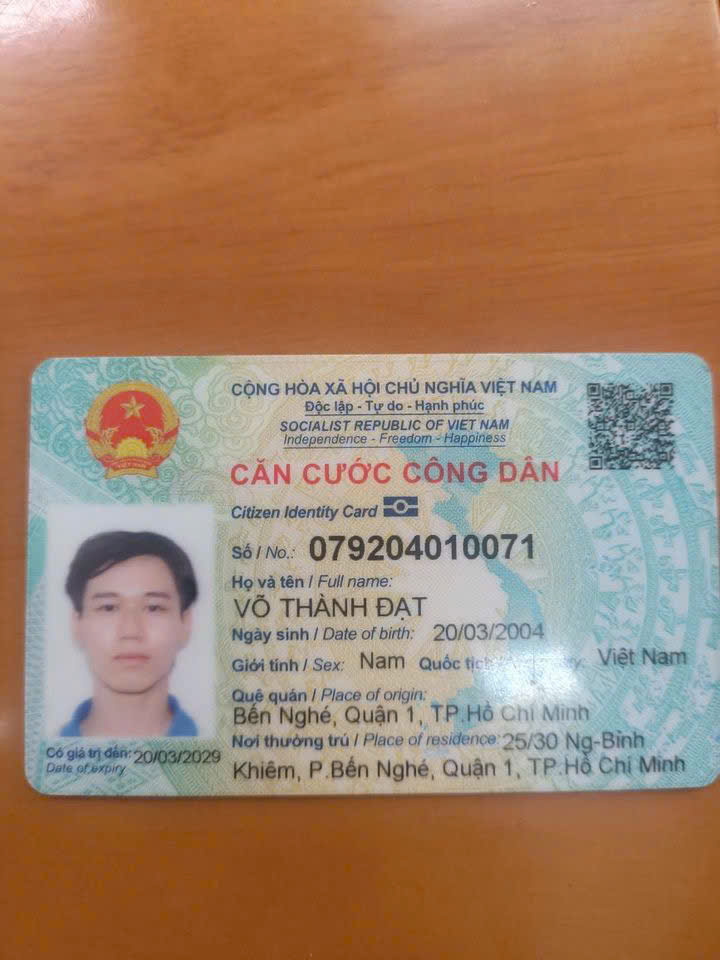 CỘNG HÒA XÃ HỘI CHỦ NGHĨA VIỆT NAM
Độc lập - Tự do - Hạnh phúc
SOCIALIST REPUBLIC OF VIET NAM
Independence - Freedom - Happiness
CĂN CƯỚC CÔNG DÂN
Citizen Identity Card
Số / No.: 079204010071
Họ và tên / Full name:
VÕ THÀNH ĐẠT
Ngày sinh / Date of birth: 20/03/2004
Giới tính / Sex: Nam Quốc tịch Việt Nam
Quê quán / Place of origin:
Bến Nghé, Quận 1, TP.Hồ Chí Minh
Nơi thường trú / Place of residence: 25/30 Ng-Bỉnh
Khiêm, P.Bến Nghé, Quận 1, TP.Hồ Chí Minh
Có giá trị đến: 20/03/2029
Date of expiry
VIỆT NAM